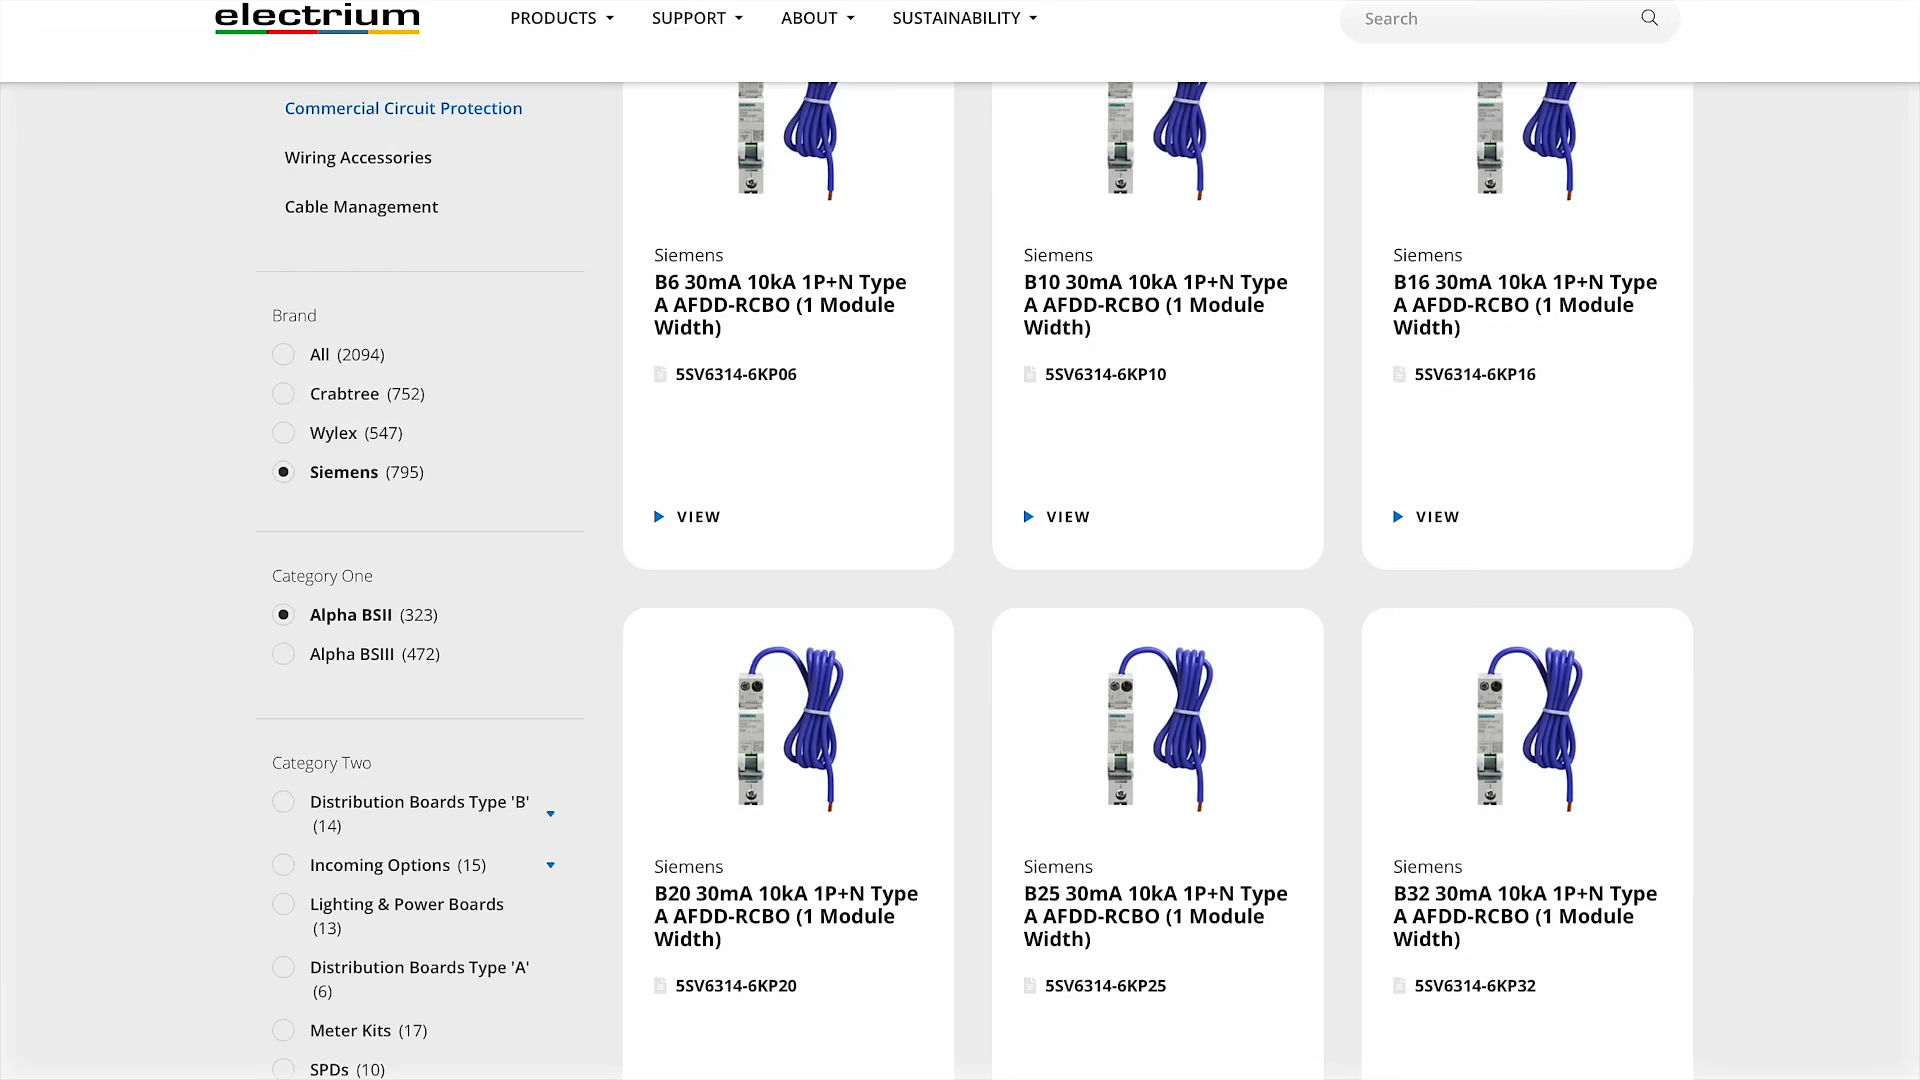 electrium
PRODUCTS
SUPPORT
ABOUT
SUSTAINABILITY
Search
Commercial Circuit Protection
Wiring Accessories
Cable Management
Brand
All (2094)
Crabtree (752)
Wylex (547)
Siemens (795)
Category One
Alpha BSII (323)
Alpha BSIII (472)
Category Two
Distribution Boards Type 'B'
(14)
Incoming Options (15)
Lighting & Power Boards
(13)
Distribution Boards Type 'A'
(6)
Meter Kits (17)
SPDs (10)
Siemens
B6 30mA 10kA 1P+N Type
A AFDD-RCBO (1 Module
Width)
5SV6314-6KP06
VIEW
Siemens
B10 30mA 10kA 1P+N Type
A AFDD-RCBO (1 Module
Width)
5SV6314-6KP10
VIEW
Siemens
B16 30mA 10kA 1P+N Type
A AFDD-RCBO (1 Module
Width)
5SV6314-6KP16
VIEW
Siemens
B20 30mA 10kA 1P+N Type
A AFDD-RCBO (1 Module
Width)
5SV6314-6KP20
Siemens
B25 30mA 10kA 1P+N Type
A AFDD-RCBO (1 Module
Width)
5SV6314-6KP25
Siemens
B32 30mA 10kA 1P+N Type
A AFDD-RCBO (1 Module
Width)
5SV6314-6KP32